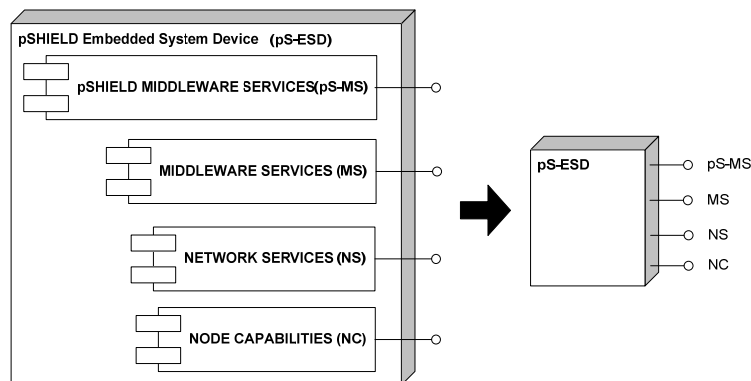 pSHIELD Embedded System Device (pS-ESD)
pSHIELD MIDDLEWARE SERVICES(pS-MS)
MIDDLEWARE SERVICES (MS)
NETWORK SERVICES (NS)
NODE CAPABILITIES (NC)
pS-ESD
pS-MS
MS
NS
NC